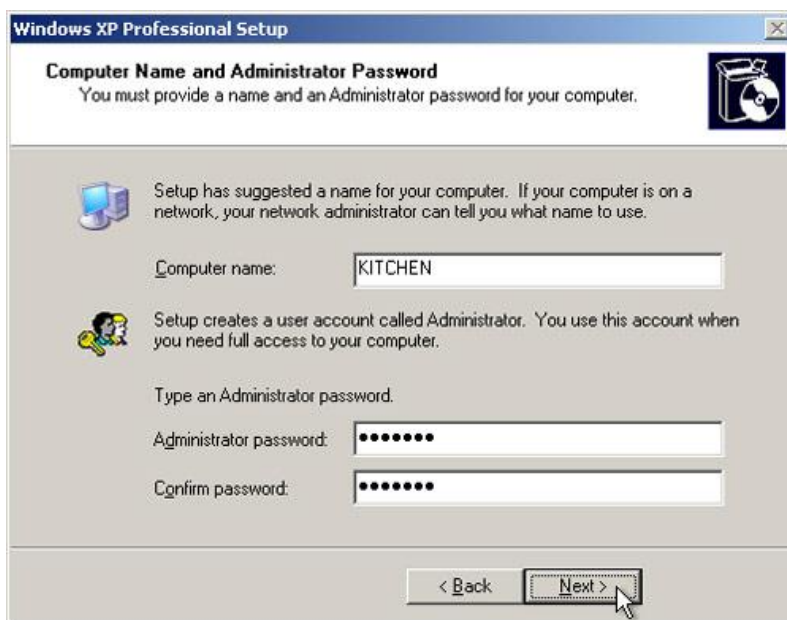 Windows XP Professional Setup
Computer Name and Administrator Password
You must provide a name and an Administrator password for your computer.
Setup has suggested a name for your computer.  If your computer is on a
network, your network administrator can tell you what name to use.
Computer name:
KITCHEN
Setup creates a user account called Administrator.  You use this account when
you need full access to your computer.
Type an Administrator password.
Administrator password:
•••••••
Confirm password:
•••••••
< Back
Next >